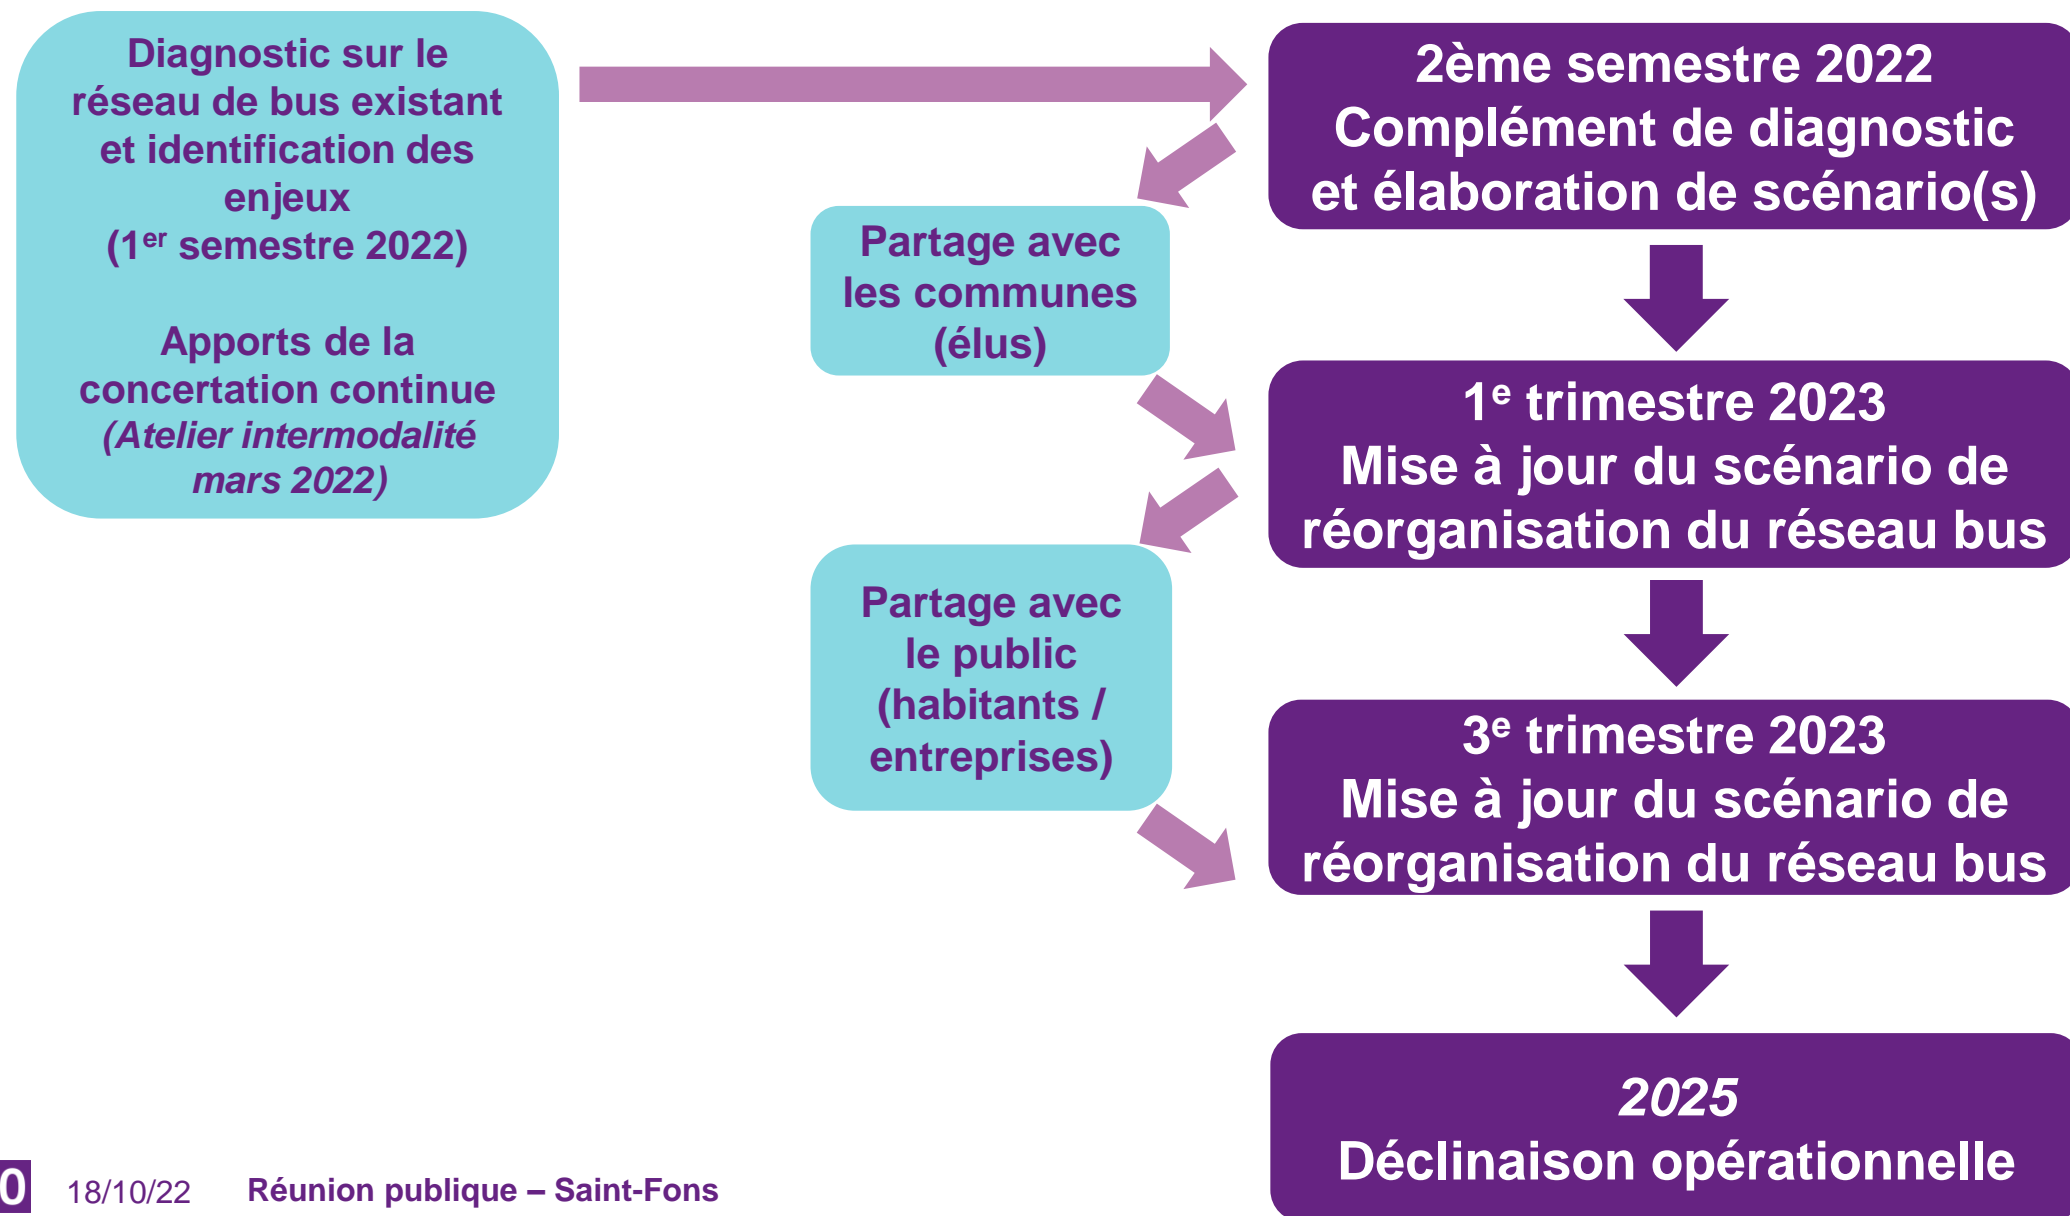 Diagnostic sur le
réseau de bus existant
et identification des
enjeux
(1er semestre 2022)
Apports de la
concertation continue
(Atelier intermodalité
mars 2022)
2ème semestre 2022
Complément de diagnostic
et élaboration de scénario(s)
Partage avec
les communes
(élus)
1e trimestre 2023
Mise à jour du scénario de
réorganisation du réseau bus
Partage avec
le public
(habitants /
entreprises)
3e trimestre 2023
Mise à jour du scénario de
réorganisation du réseau bus
2025
Déclinaison opérationnelle
0 18/10/22 Réunion publique – Saint-Fons